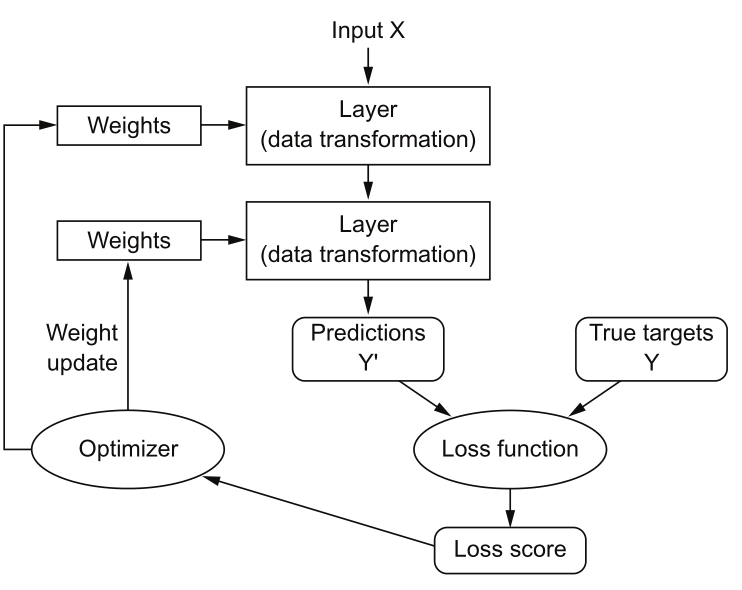 Input X
Weights
Layer
(data transformation)
Weights
Layer
(data transformation)
Weight
update
Predictions
Y'
True targets
Y
Optimizer
Loss function
Loss score